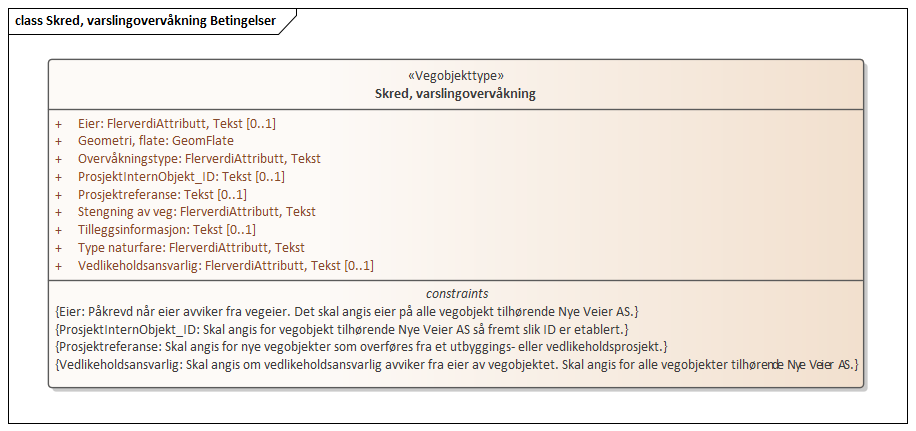 class Skred, varslingovervåkning Betingelser
«Vegobjekttype»
Skred, varslingovervåkning
+ Eier: FlerverdiAttributt, Tekst [0..1]
+ Geometri, flate: GeomFlate
+ Overvåkningstype: FlerverdiAttributt, Tekst
+ ProsjektInternObjekt_ID: Tekst [0..1]
+ Prosjektreferanse: Tekst [0..1]
+ Stengning av veg: FlerverdiAttributt, Tekst
+ Tilleggsinformasjon: Tekst [0..1]
+ Type naturfare: FlerverdiAttributt, Tekst
+ Vedlikeholdsansvarlig: FlerverdiAttributt, Tekst [0..1]
constraints
{Eier: Påkrevd når eier avviker fra vegeier. Det skal angis eier på alle vegobjekt tilhørende Nye Veier AS.}
{ProsjektInternObjekt_ID: Skal angis for vegobjekt tilhørende Nye Veier AS så fremt slik ID er etablert.}
{Prosjektreferanse: Skal angis for nye vegobjekter som overføres fra et utbyggings- eller vedlikeholdsprosjekt.}
{Vedlikeholdsansvarlig: Skal angis om vedlikeholdsansvarlig avviker fra eier av vegobjektet. Skal angis for alle vegobjekter tilhørende Nye Veier AS.}